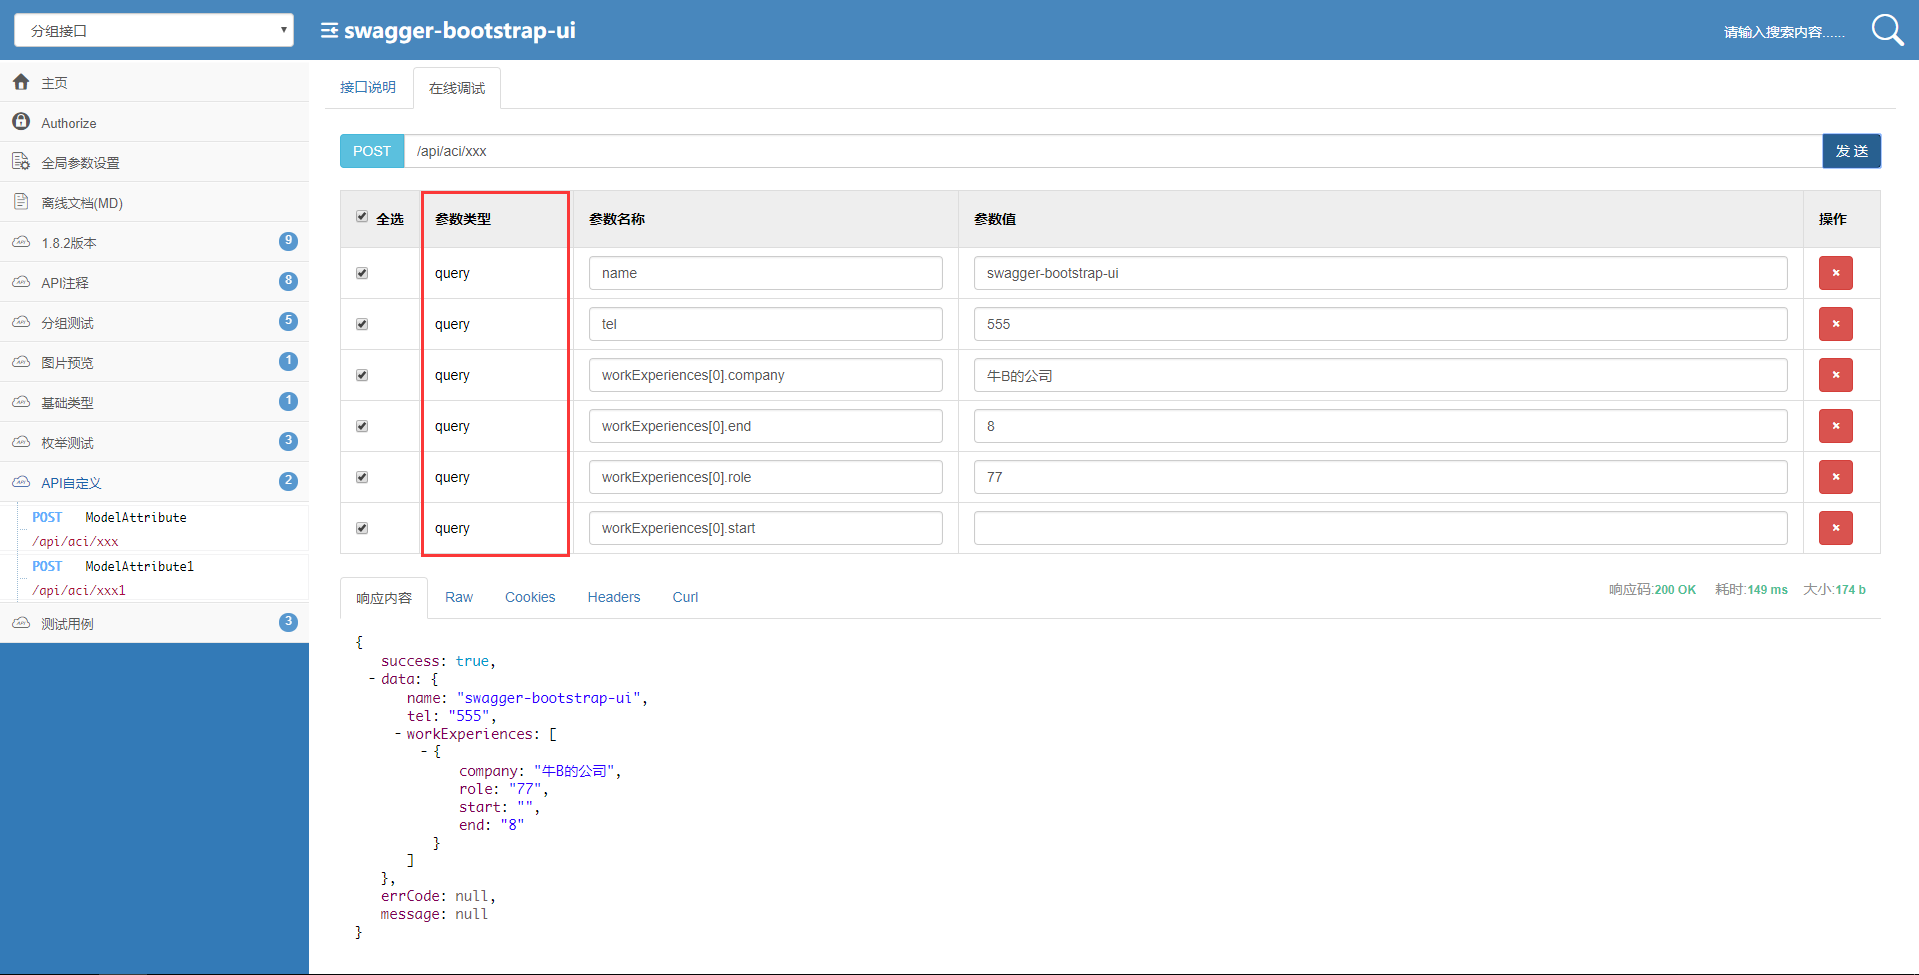 分组接口
swagger-bootstrap-ui
请输入搜索内容......
主页
Authorize
全局参数设置
离线文档(MD)
1.8.2版本 9
API注释 8
分组测试 5
图片预览 1
基础类型 1
枚举测试 3
API自定义 2
POST ModelAttribute
/api/aci/xxx
POST ModelAttribute1
/api/aci/xxx1
测试用例 3
接口说明 在线调试
POST /api/aci/xxx 发 送
全选 参数类型 参数名称 参数值 操作
query name swagger-bootstrap-ui
query tel 555
query workExperiences[0].company 牛B的公司
query workExperiences[0].end 8
query workExperiences[0].role 77
query workExperiences[0].start
响应内容 Raw Cookies Headers Curl
响应码:200 OK 耗时:149 ms 大小:174 b
{
success: true,
- data: {
name: "swagger-bootstrap-ui",
tel: "555",
- workExperiences: [
- {
company: "牛B的公司",
role: "77",
start: "",
end: "8"
}
]
},
errCode: null,
message: null
}